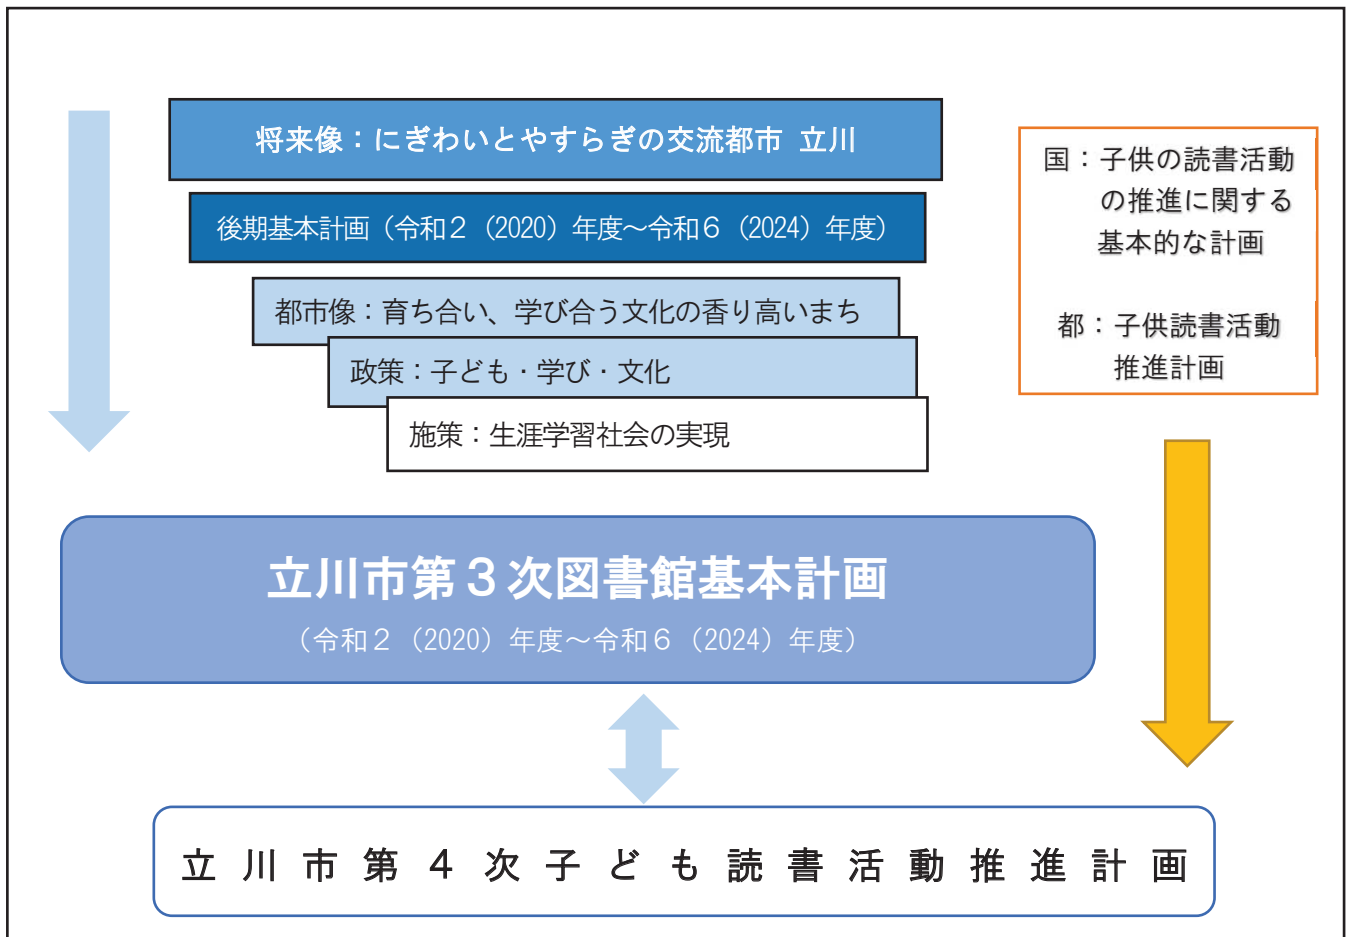 将来像：にぎわいとやすらぎの交流都市 立川
後期基本計画（令和２（2020）年度～令和６（2024）年度）
都市像：育ち合い、学び合う文化の香り高いまち
政策：子ども・学び・文化
施策：生涯学習社会の実現
国：子供の読書活動
の推進に関する
基本的な計画
都：子供読書活動
推進計画
立川市第３次図書館基本計画
（令和２（2020）年度～令和６（2024）年度）
立川市第４次子ども読書活動推進計画